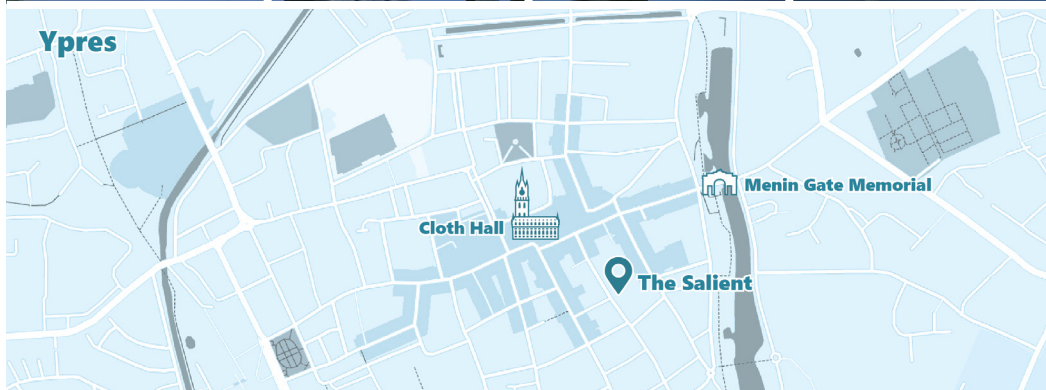 Ypres
Menin Gate Memorial
Cloth Hall
The Salient